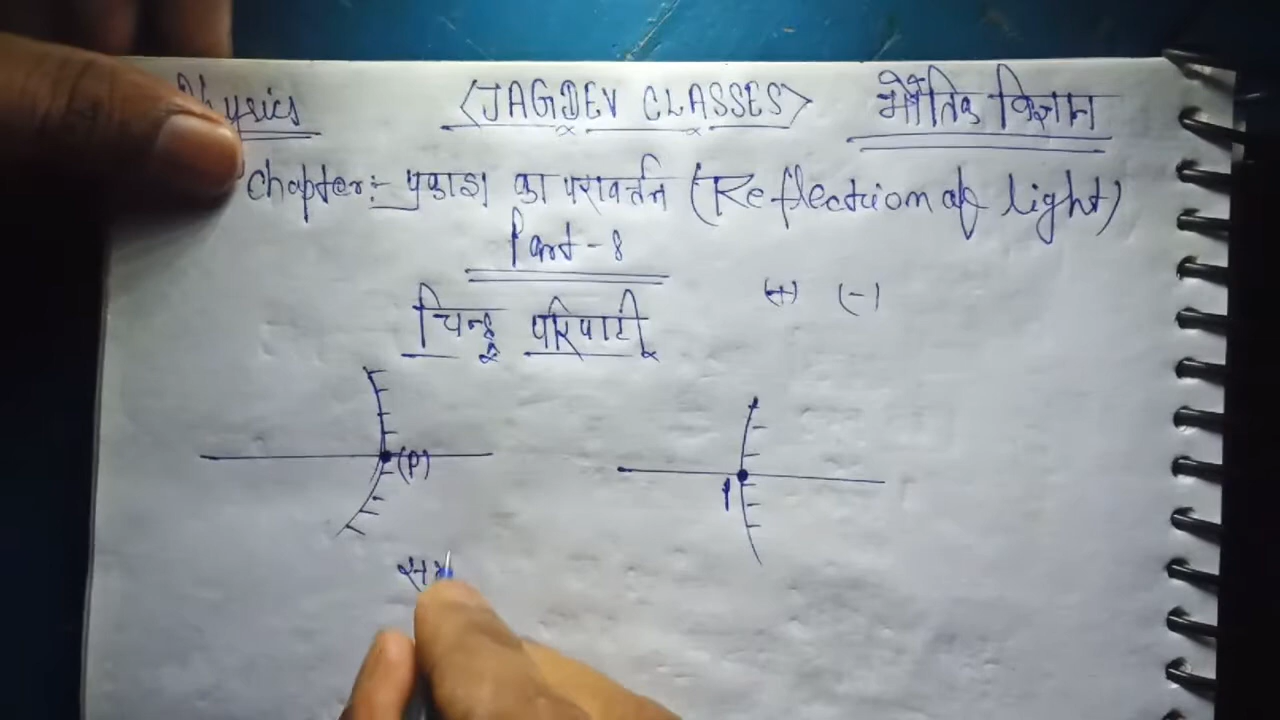 Physics <JAGDEV CLASSES> भौतिक विज्ञान
Chapter:- प्रकाश का परावर्तन (Reflection of light)
Part-8
(+) (-)
चिन्ह परिपाटी
(P)
P